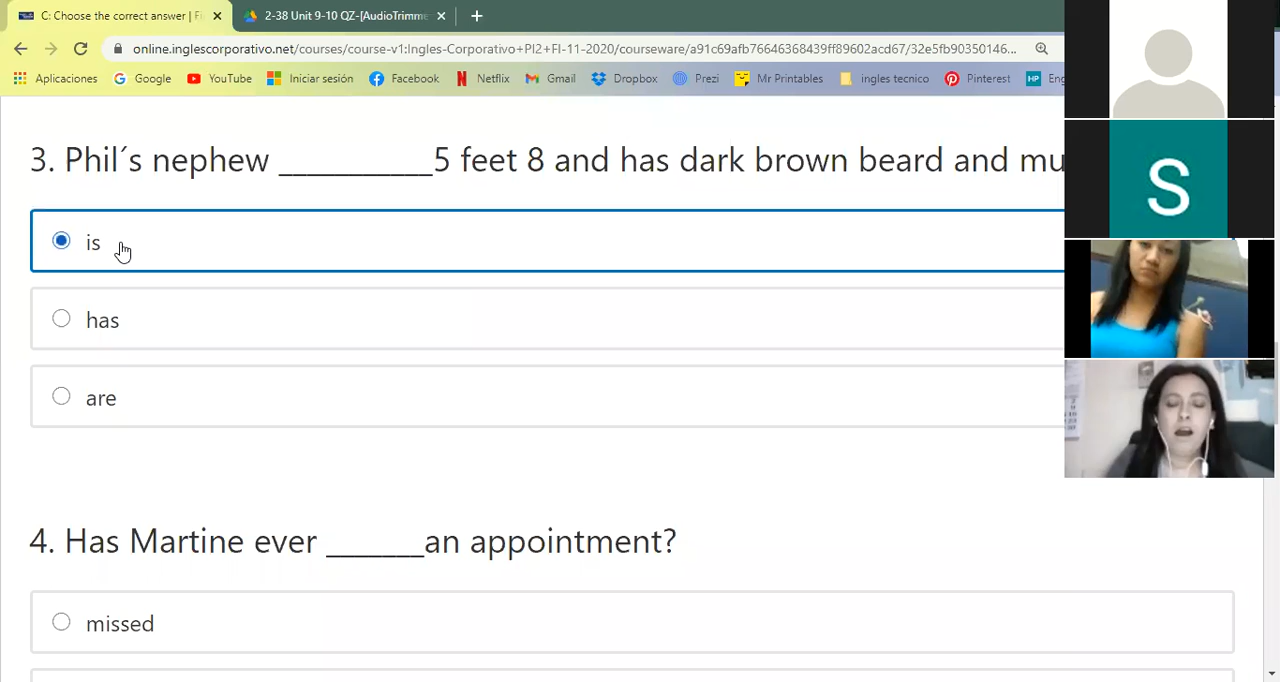 C: Choose the correct answer | Fi
2-38 Unit 9-10 QZ-[AudioTrimme
online.inglescorporativo.net/courses/course-v1:Ingles-Corporativo+PI2+FI-11-2020/courseware/a91c69afb76646368439ff89602acd67/32e5fb90350146...
Aplicaciones Google YouTube Iniciar sesión Facebook Netflix Gmail Dropbox Prezi Mr Printables ingles tecnico Pinterest Eng
3. Phil´s nephew __________5 feet 8 and has dark brown beard and mu
is
has
are
S
4. Has Martine ever _______an appointment?
missed